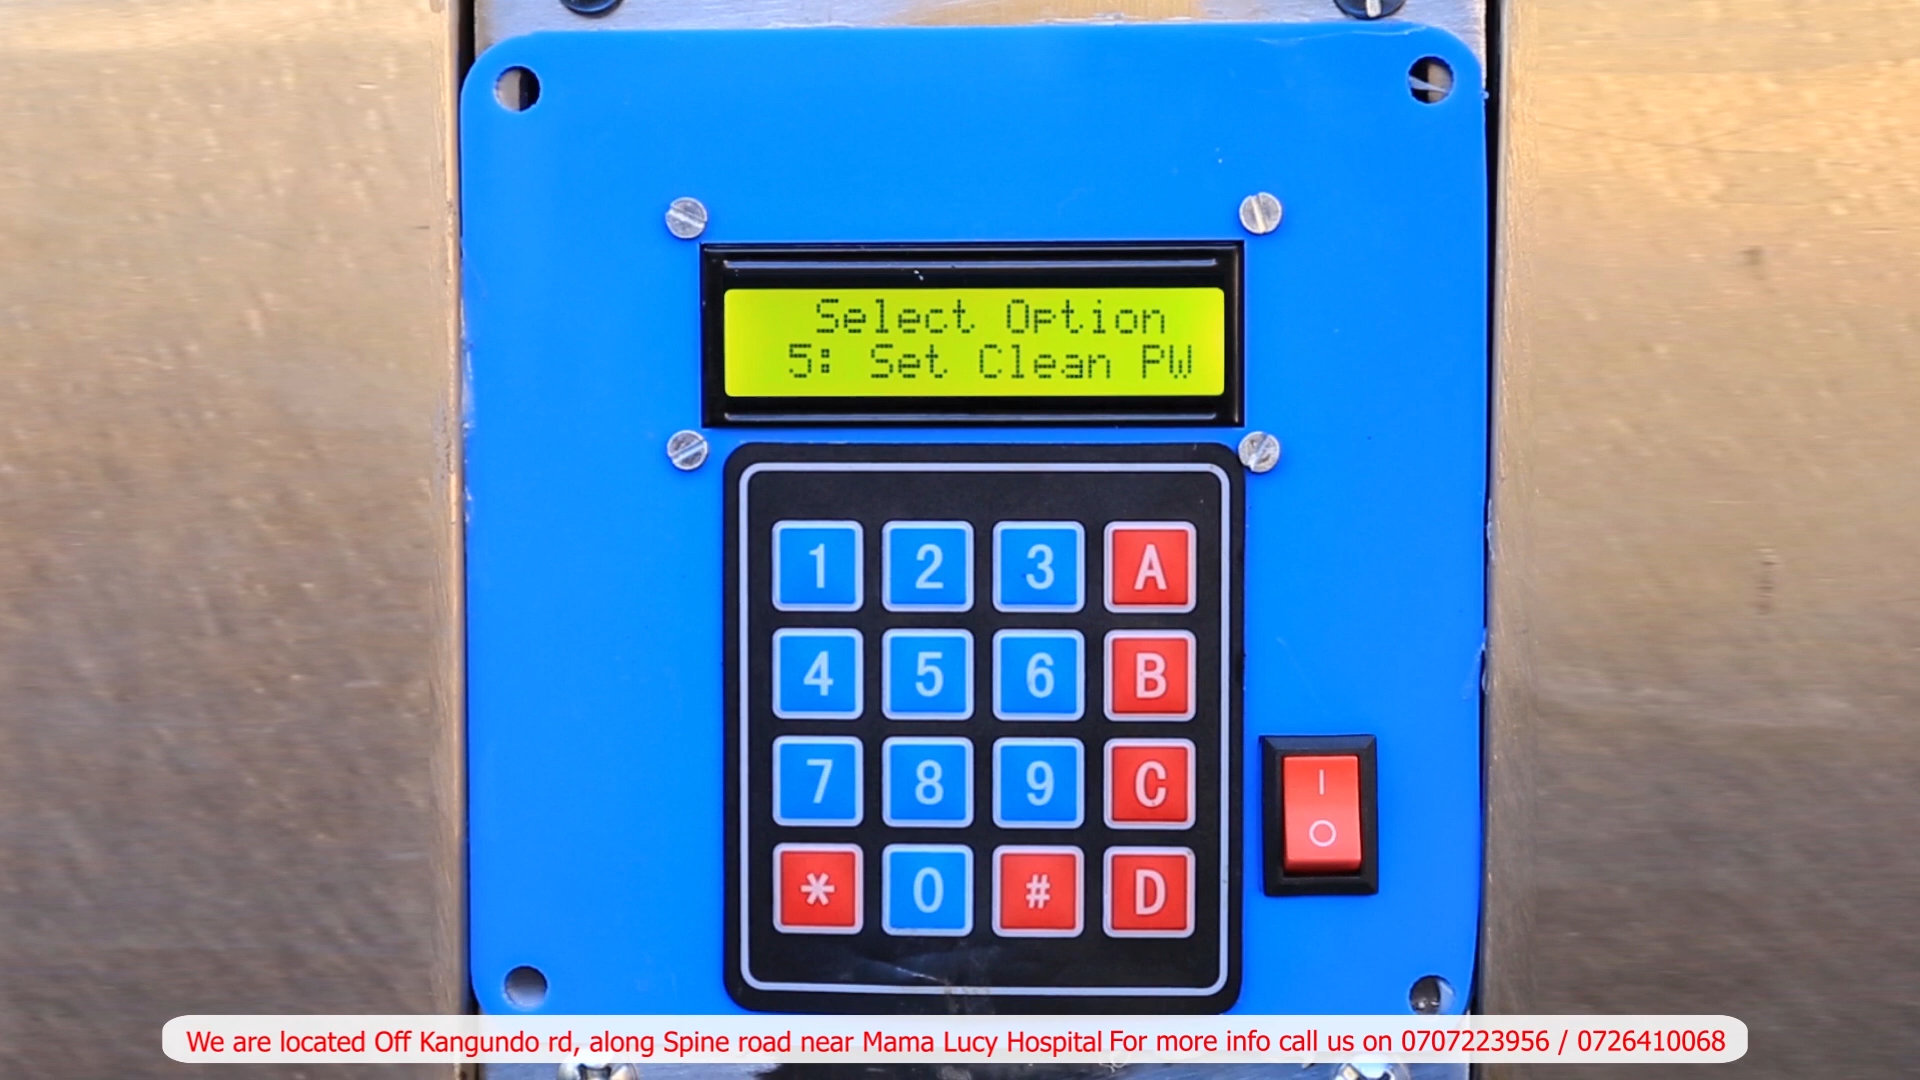 Select Option
5: Set Clean PW
1 2 3 A
4 5 6 B
7 8 9 C
* 0 # D
I
O
We are located Off Kangundo rd, along Spine road near Mama Lucy Hospital For more info call us on 0707223956 / 0726410068